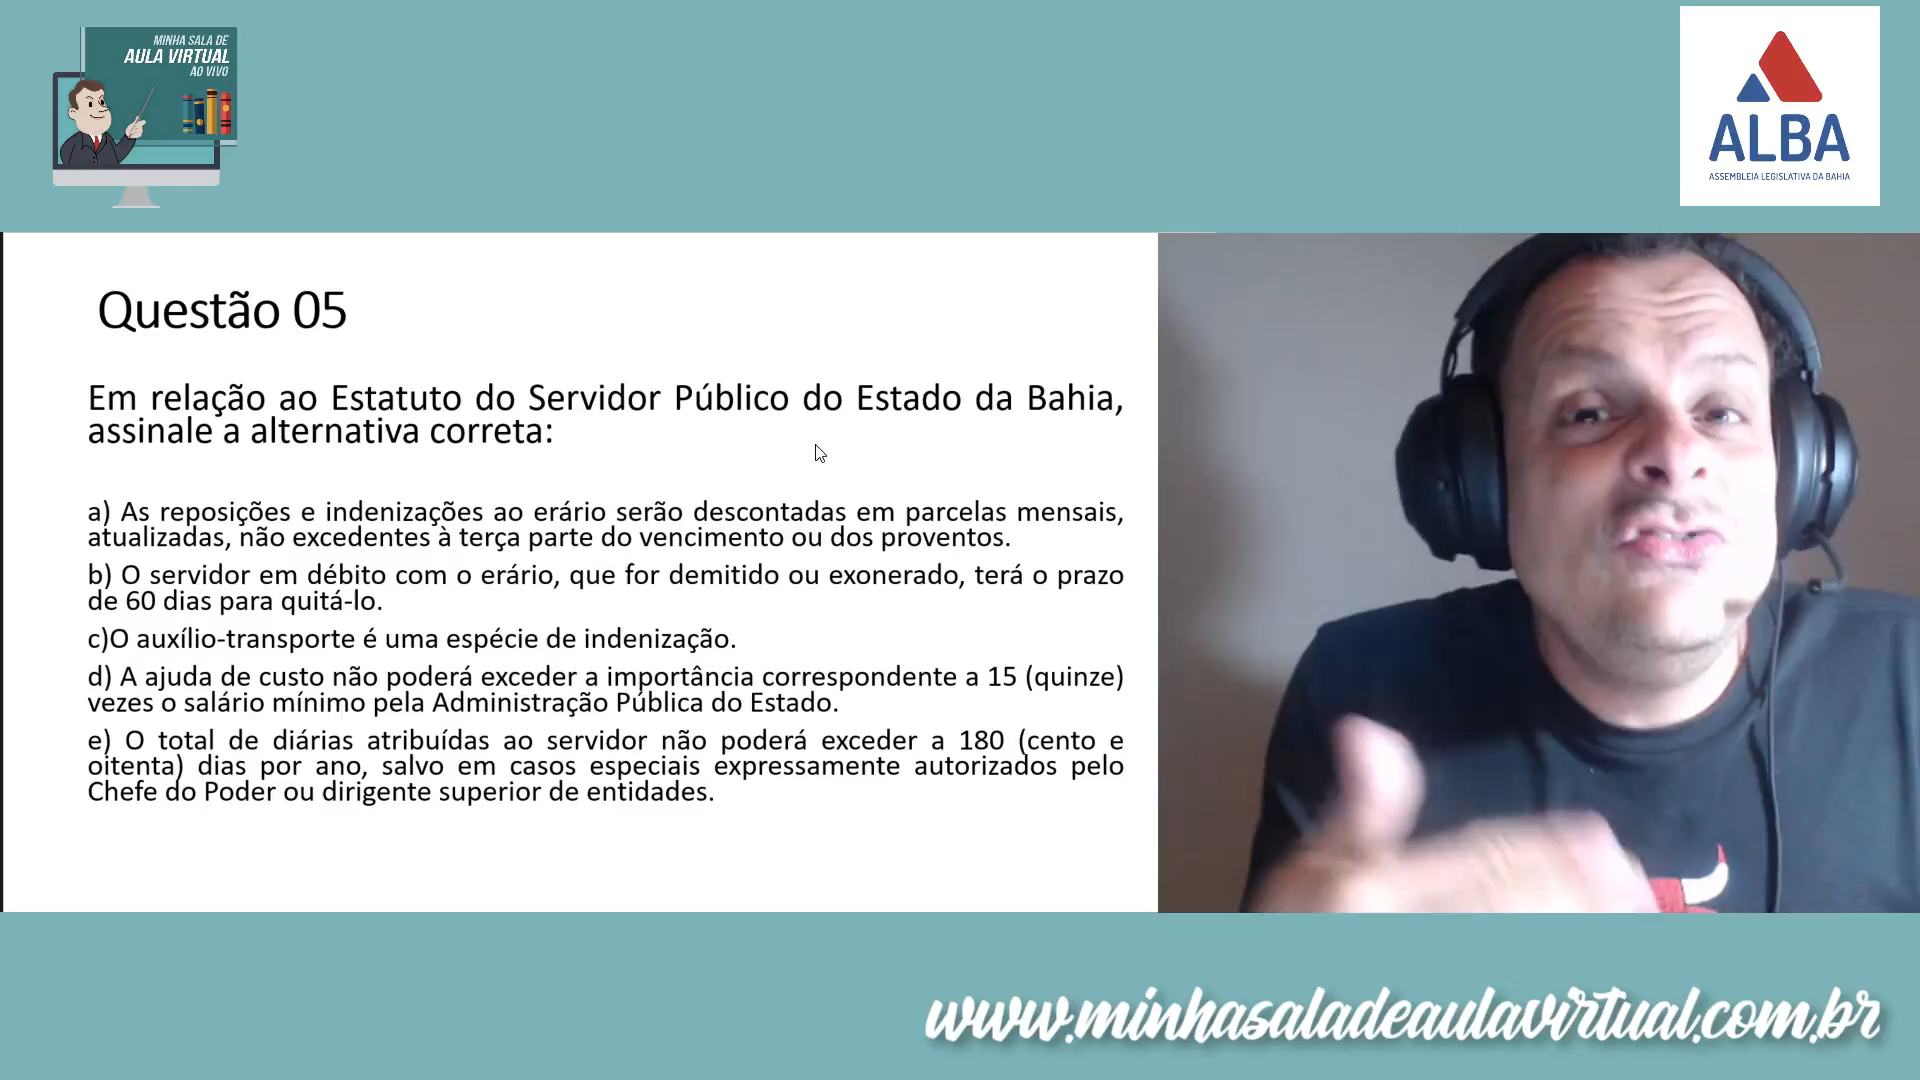 MINHA SALA DE
AULA VIRTUAL
AO VIVO
ALBA
ASSEMBLEIA LEGISLATIVA DA BAHIA
Questão 05
Em relação ao Estatuto do Servidor Público do Estado da Bahia,
assinale a alternativa correta:
a) As reposições e indenizações ao erário serão descontadas em parcelas mensais,
atualizadas, não excedentes à terça parte do vencimento ou dos proventos.
b) O servidor em débito com o erário, que for demitido ou exonerado, terá o prazo
de 60 dias para quitá-lo.
c)O auxílio-transporte é uma espécie de indenização.
d) A ajuda de custo não poderá exceder a importância correspondente a 15 (quinze)
vezes o salário mínimo pela Administração Pública do Estado.
e) O total de diárias atribuídas ao servidor não poderá exceder a 180 (cento e
oitenta) dias por ano, salvo em casos especiais expressamente autorizados pelo
Chefe do Poder ou dirigente superior de entidades.
www.minhasaladeaulavirtual.com.br